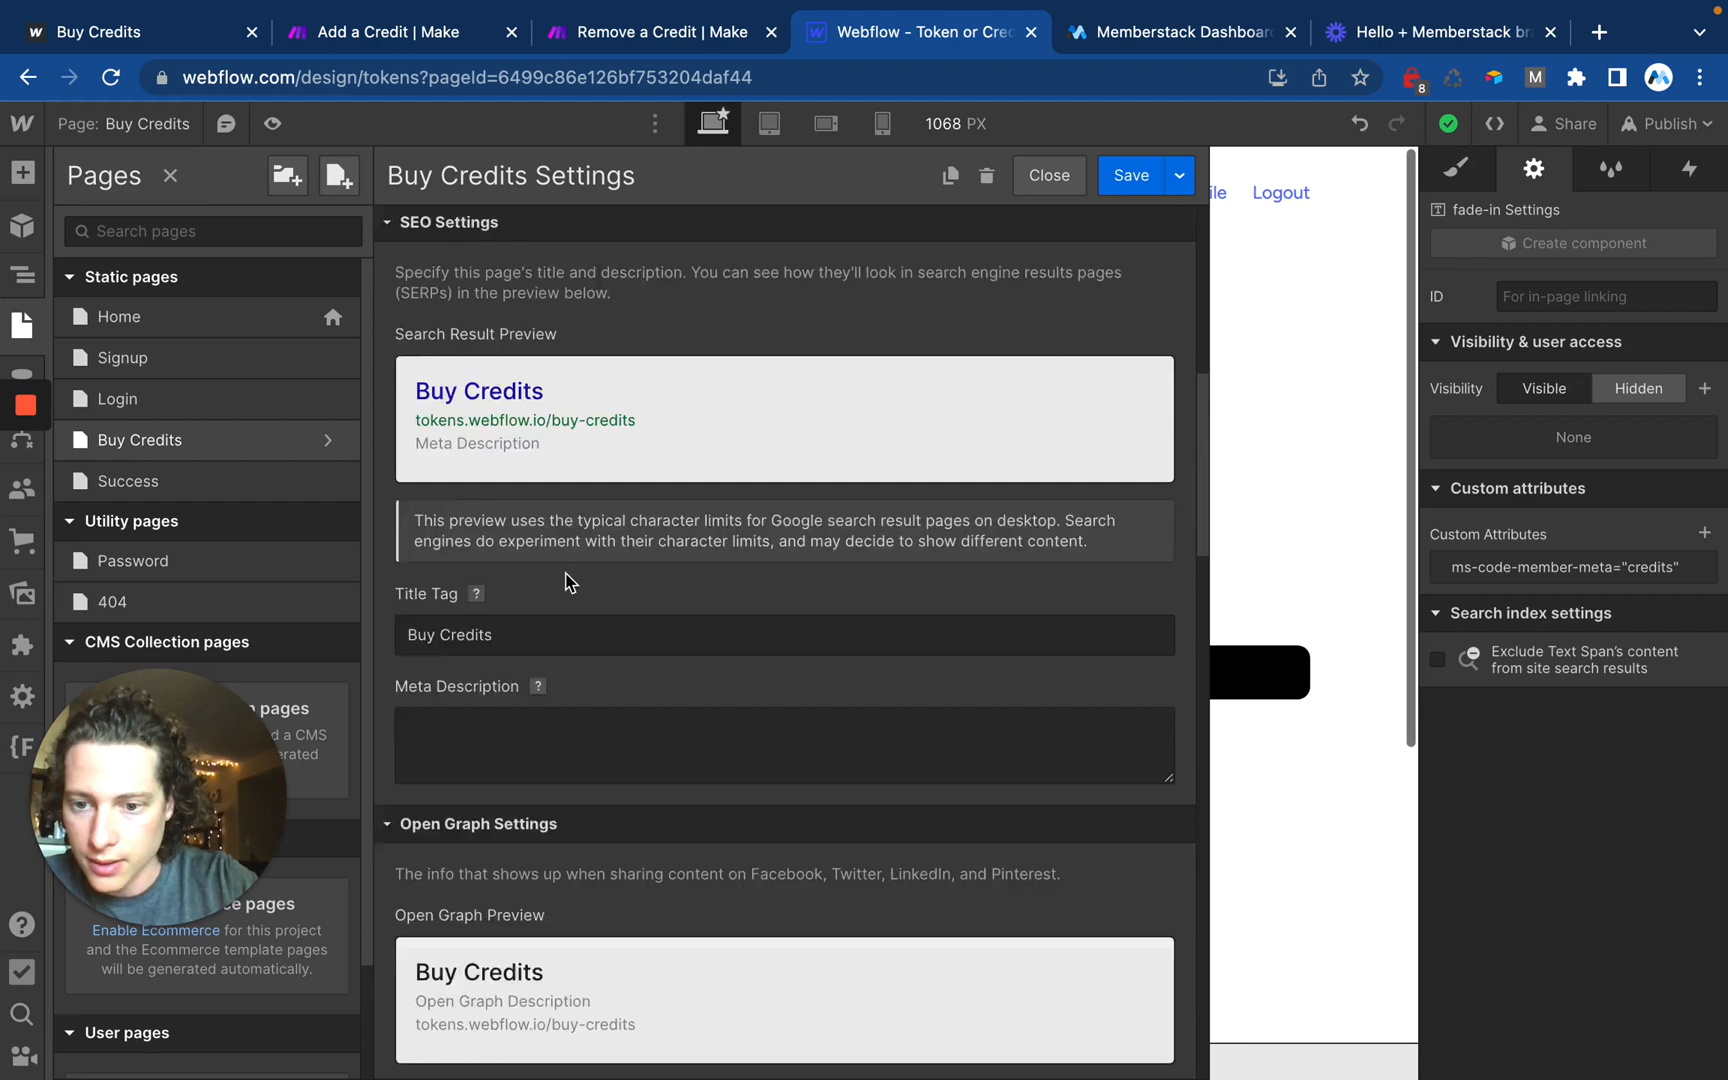 Buy Credits
Add a Credit | Make
Remove a Credit | Make
Webflow - Token or Cred
Memberstack Dashboard
Hello + Memberstack br
webflow.com/design/tokens?pageId=6499c86e126bf753204daf44
8
M
Page: Buy Credits
1068 PX
Share
Publish
Pages
Search pages
Static pages
Home
Signup
Login
Buy Credits
Success
Utility pages
Password
404
CMS Collection pages
pages
d a CMS
erated
pages
Enable Ecommerce for this project
and the Ecommerce template pages
will be generated automatically.
User pages
Buy Credits Settings
Close
Save
SEO Settings
Specify this page's title and description. You can see how they'll look in search engine results pages
(SERPs) in the preview below.
Search Result Preview
Buy Credits
tokens.webflow.io/buy-credits
Meta Description
This preview uses the typical character limits for Google search result pages on desktop. Search
engines do experiment with their character limits, and may decide to show different content.
Title Tag ?
Buy Credits
Meta Description ?
Open Graph Settings
The info that shows up when sharing content on Facebook, Twitter, LinkedIn, and Pinterest.
Open Graph Preview
Buy Credits
Open Graph Description
tokens.webflow.io/buy-credits
ile
Logout
fade-in Settings
Create component
ID
For in-page linking
Visibility & user access
Visibility
Visible
Hidden
None
Custom attributes
Custom Attributes
ms-code-member-meta="credits"
Search index settings
Exclude Text Span's content
from site search results